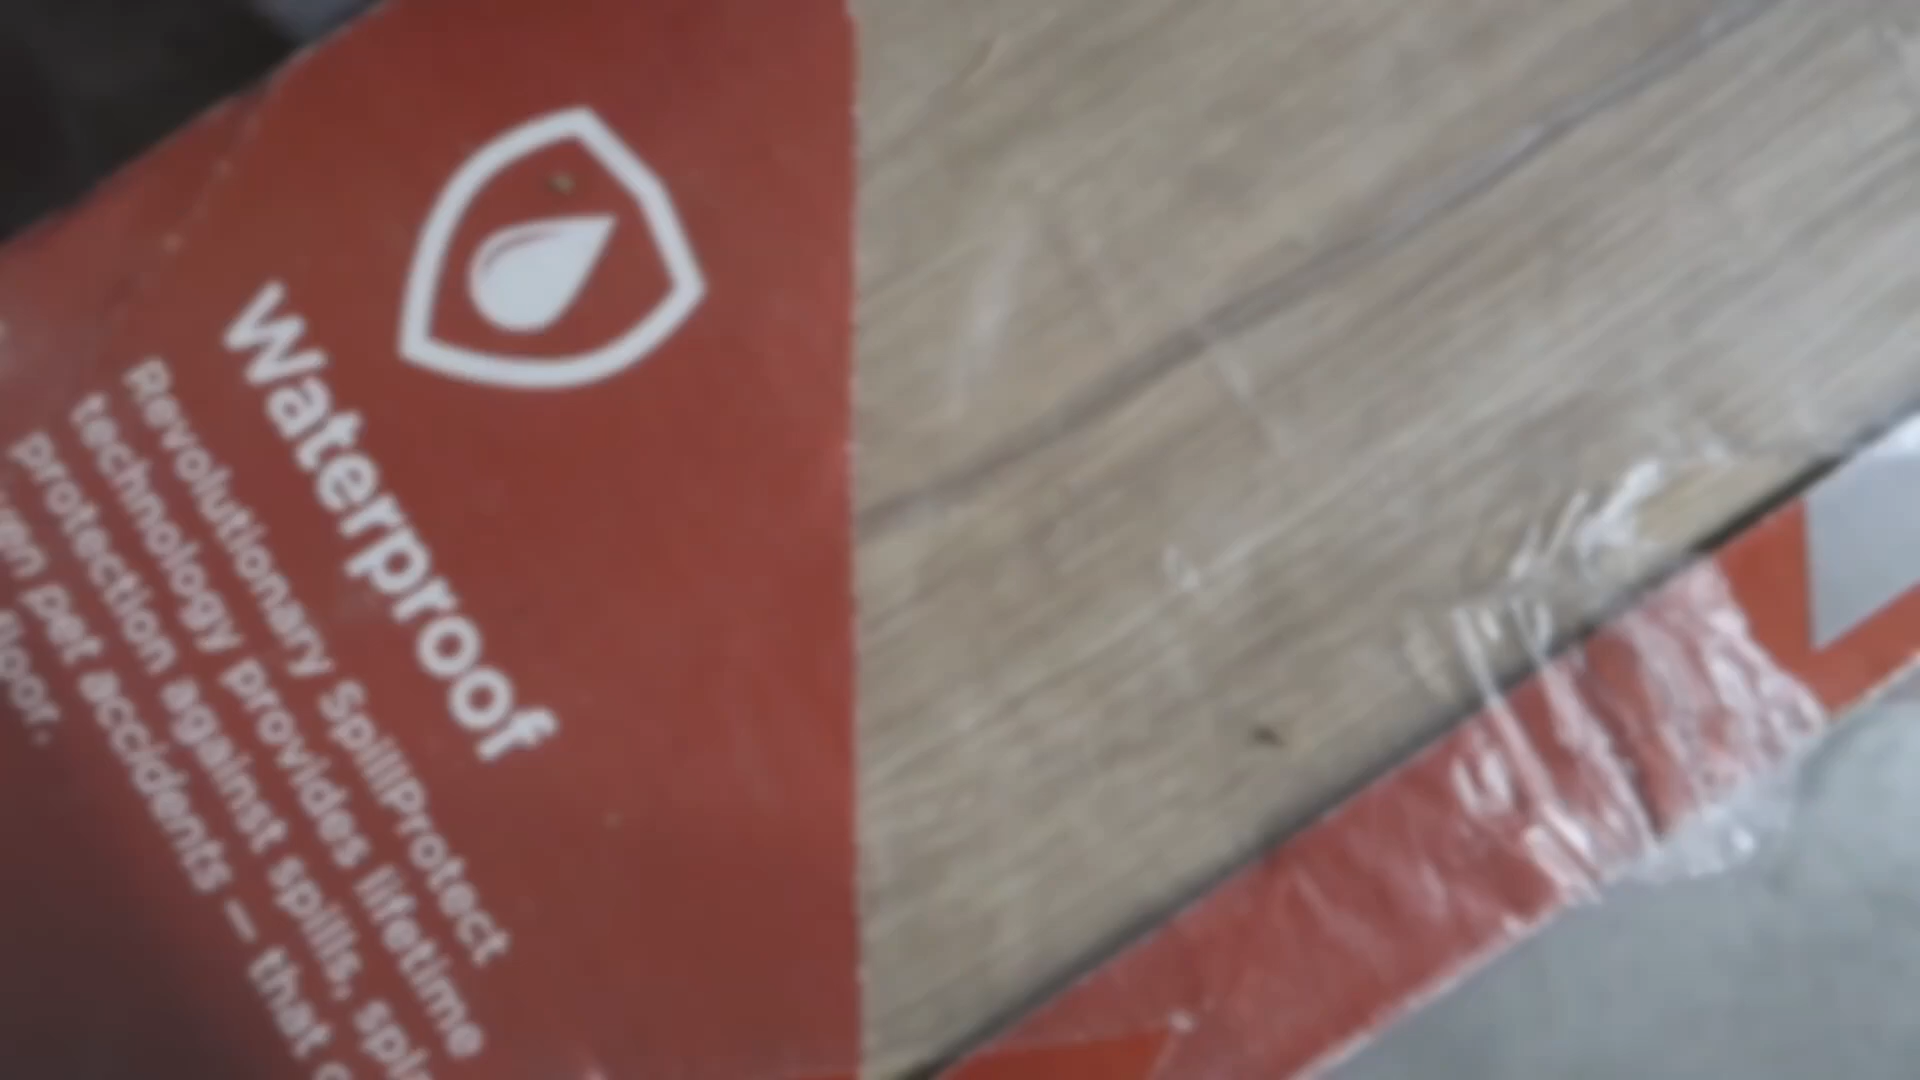 Waterproof
Revolutionary SpillProtect
technology provides lifetime
protection against spills,
pet accidents — that
floor.